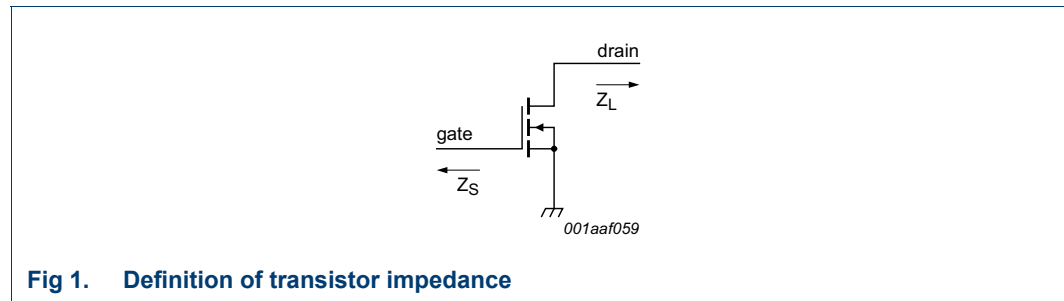 drain
Z_L
gate
Z_S
001aaf059
Fig 1. Definition of transistor impedance